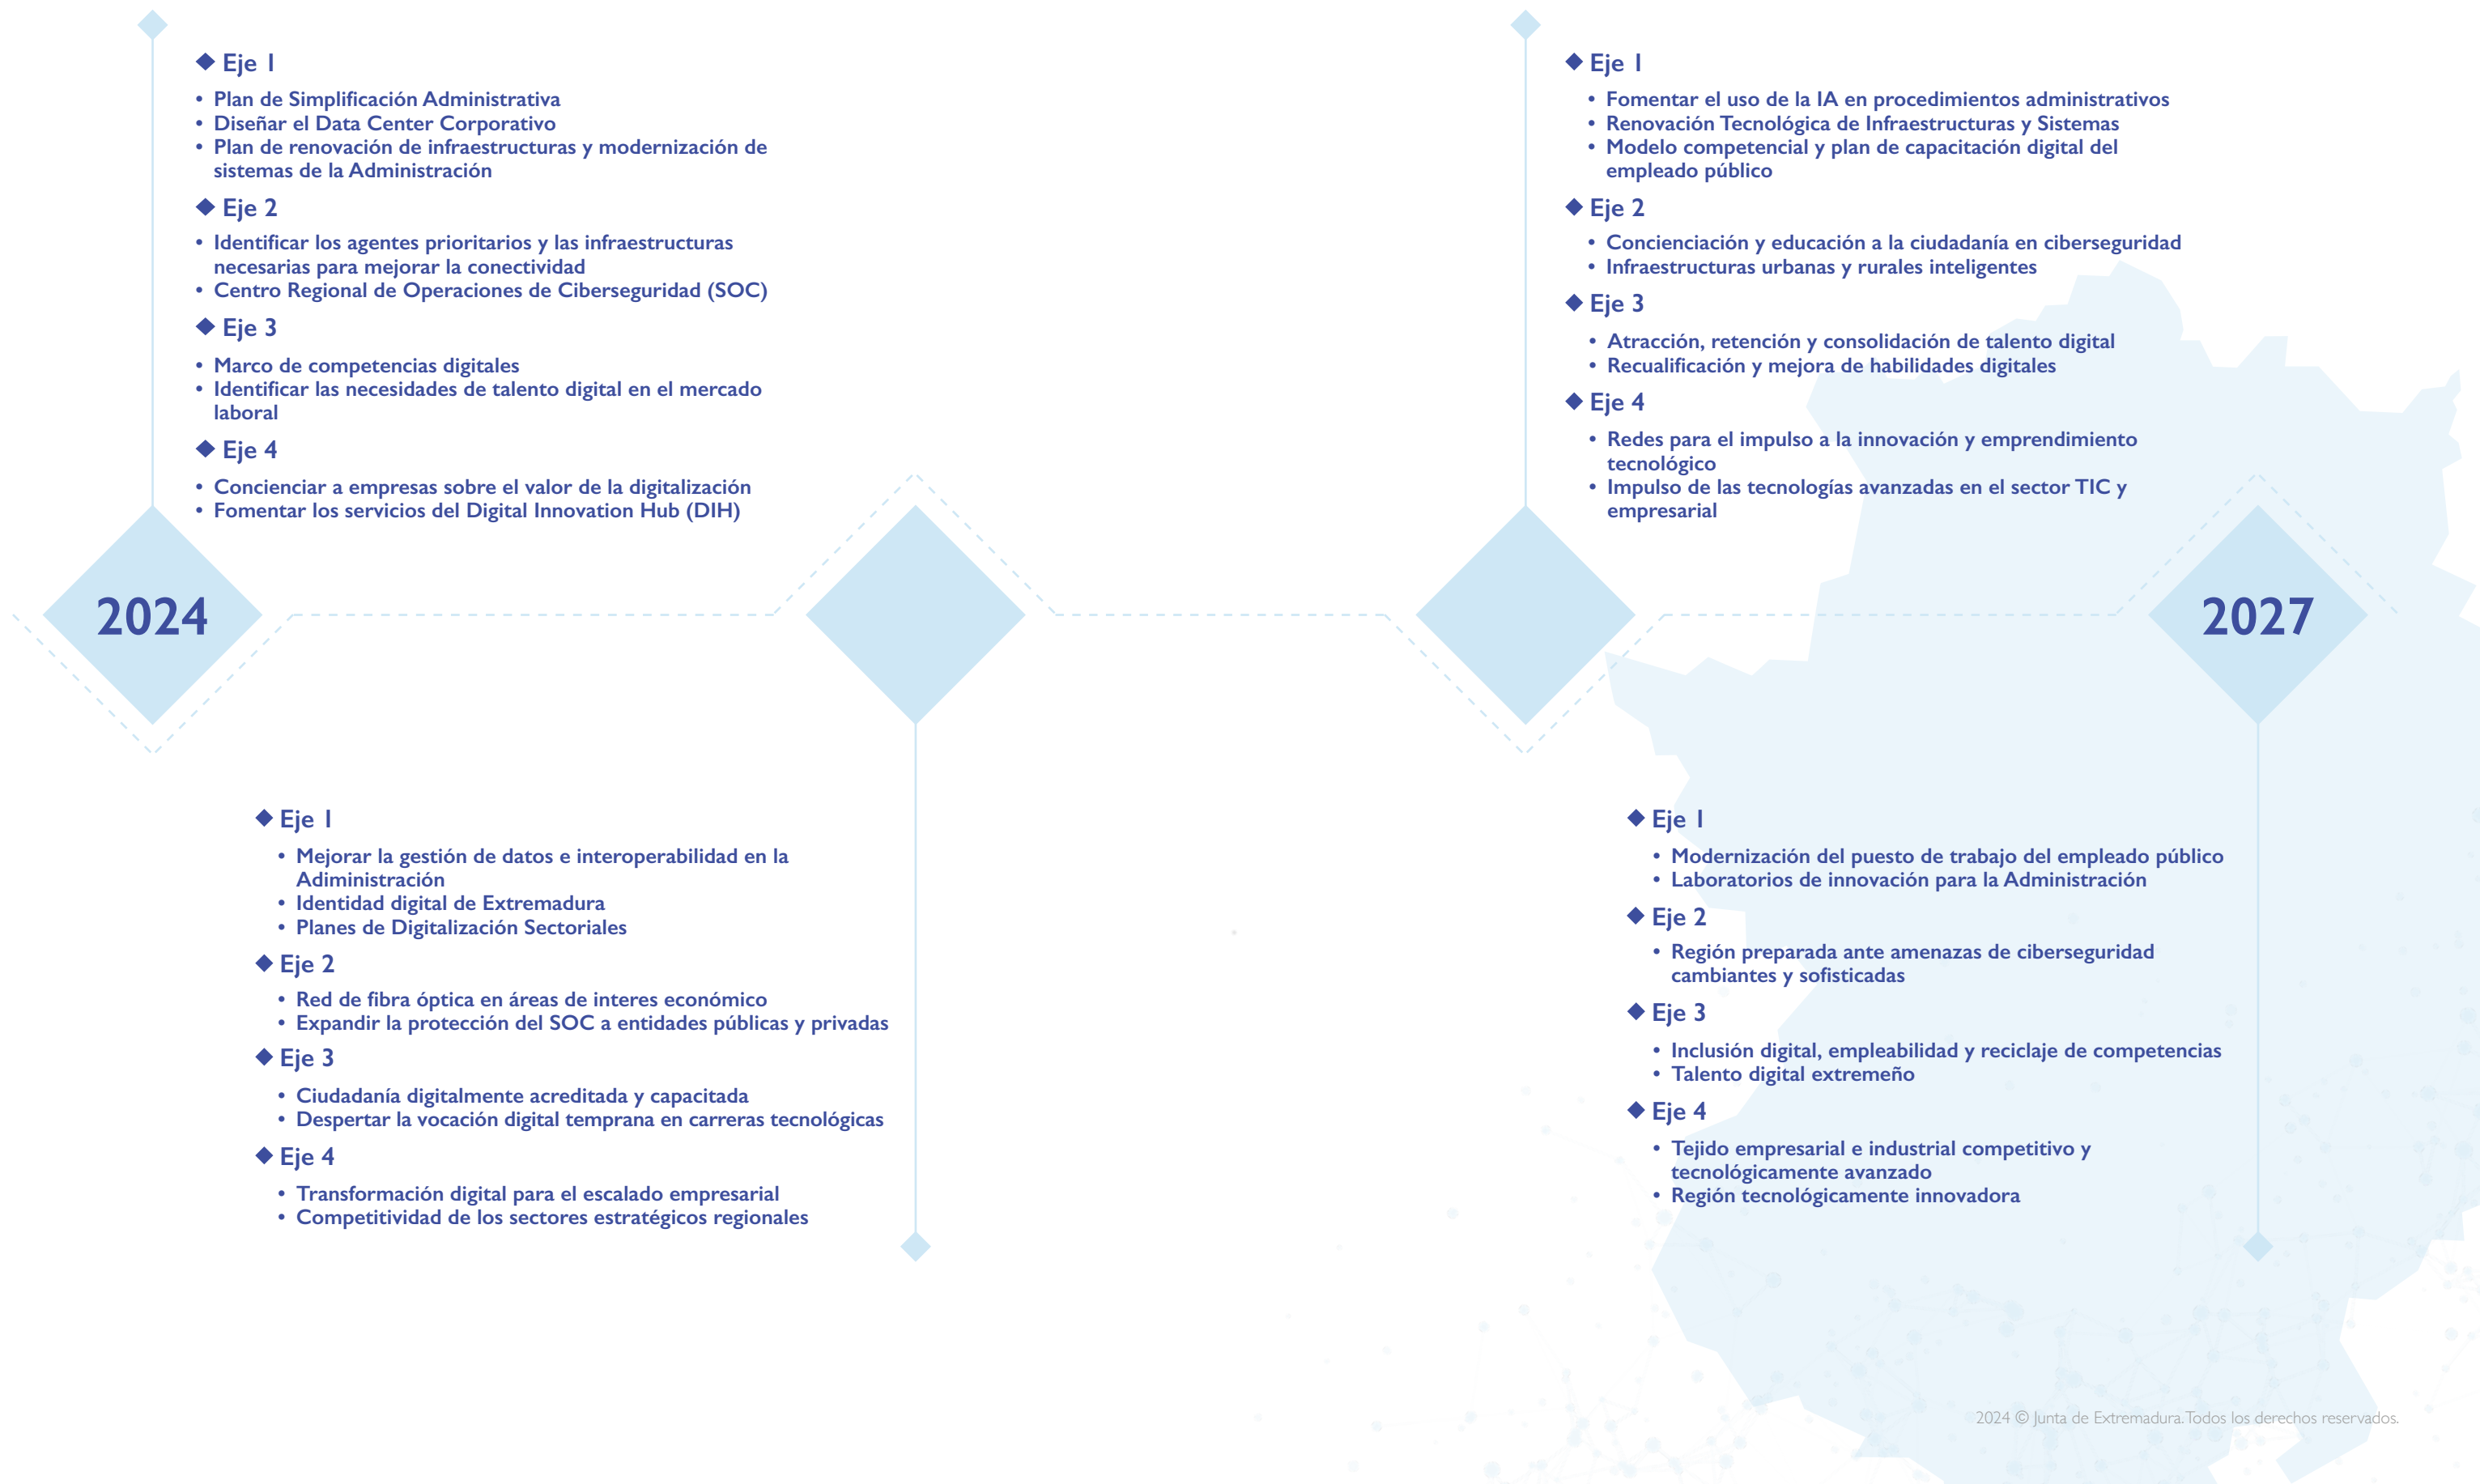 Eje 1
• Plan de Simplificación Administrativa
• Diseñar el Data Center Corporativo
• Plan de renovación de infraestructuras y modernización de
sistemas de la Administración
Eje 2
• Identificar los agentes prioritarios y las infraestructuras
necesarias para mejorar la conectividad
• Centro Regional de Operaciones de Ciberseguridad (SOC)
Eje 3
• Marco de competencias digitales
• Identificar las necesidades de talento digital en el mercado
laboral
Eje 4
• Concienciar a empresas sobre el valor de la digitalización
• Fomentar los servicios del Digital Innovation Hub (DIH)
2024
Eje 1
• Mejorar la gestión de datos e interoperabilidad en la
Adiministración
• Identidad digital de Extremadura
• Planes de Digitalización Sectoriales
Eje 2
• Red de fibra óptica en áreas de interes económico
• Expandir la protección del SOC a entidades públicas y privadas
Eje 3
• Ciudadanía digitalmente acreditada y capacitada
• Despertar la vocación digital temprana en carreras tecnológicas
Eje 4
• Transformación digital para el escalado empresarial
• Competitividad de los sectores estratégicos regionales
Eje 1
• Fomentar el uso de la IA en procedimientos administrativos
• Renovación Tecnológica de Infraestructuras y Sistemas
• Modelo competencial y plan de capacitación digital del
empleado público
Eje 2
• Concienciación y educación a la ciudadanía en ciberseguridad
• Infraestructuras urbanas y rurales inteligentes
Eje 3
• Atracción, retención y consolidación de talento digital
• Recualificación y mejora de habilidades digitales
Eje 4
• Redes para el impulso a la innovación y emprendimiento
tecnológico
• Impulso de las tecnologías avanzadas en el sector TIC y
empresarial
2027
Eje 1
• Modernización del puesto de trabajo del empleado público
• Laboratorios de innovación para la Administración
Eje 2
• Región preparada ante amenazas de ciberseguridad
cambiantes y sofisticadas
Eje 3
• Inclusión digital, empleabilidad y reciclaje de competencias
• Talento digital extremeño
Eje 4
• Tejido empresarial e industrial competitivo y
tecnológicamente avanzado
• Región tecnológicamente innovadora
2024 © Junta de Extremadura. Todos los derechos reservados.